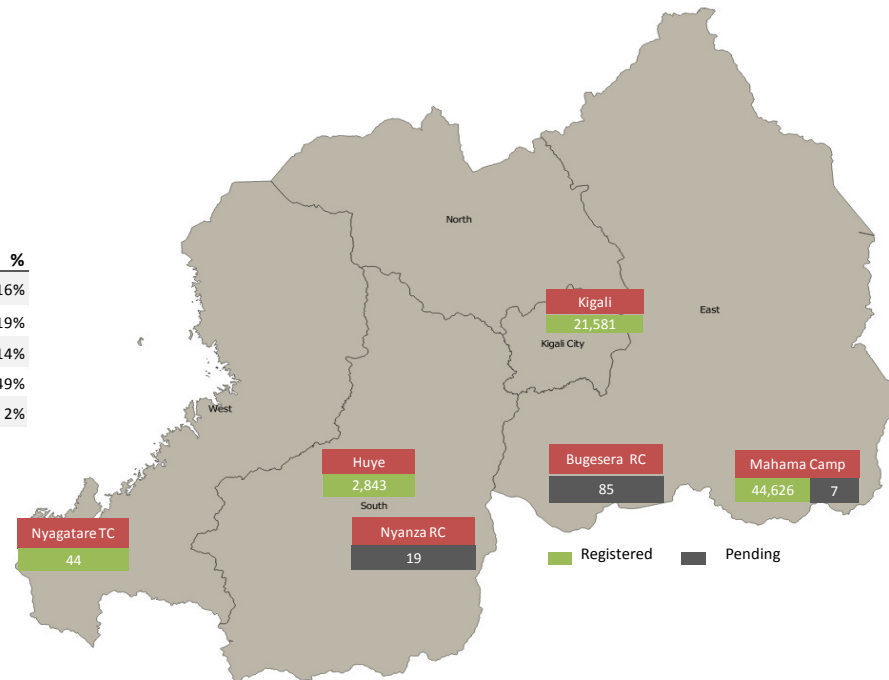 %
16%
19%
14%
49%
2%
North
Kigali
21,581
Kigali City
East
West
Huye
2,843
South
Bugesera RC
85
Mahama Camp
44,626 7
Nyagatare TC
44
Nyanza RC
19
Registered Pending